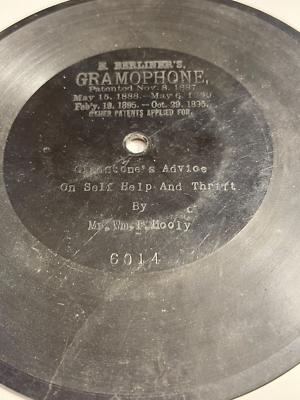 E. BERLINER'S
GRAMOPHONE,
Patented Nov. 8. 1887.
May 15. 1888. — May 6. 1890.
Feb'y. 19. 1895. — Oct. 29. 1895.
OTHER PATENTS APPLIED FOR.
Gladstone's Advice
On Self Help And Thrift
By
Mr. Wm. F. Hooly
6014